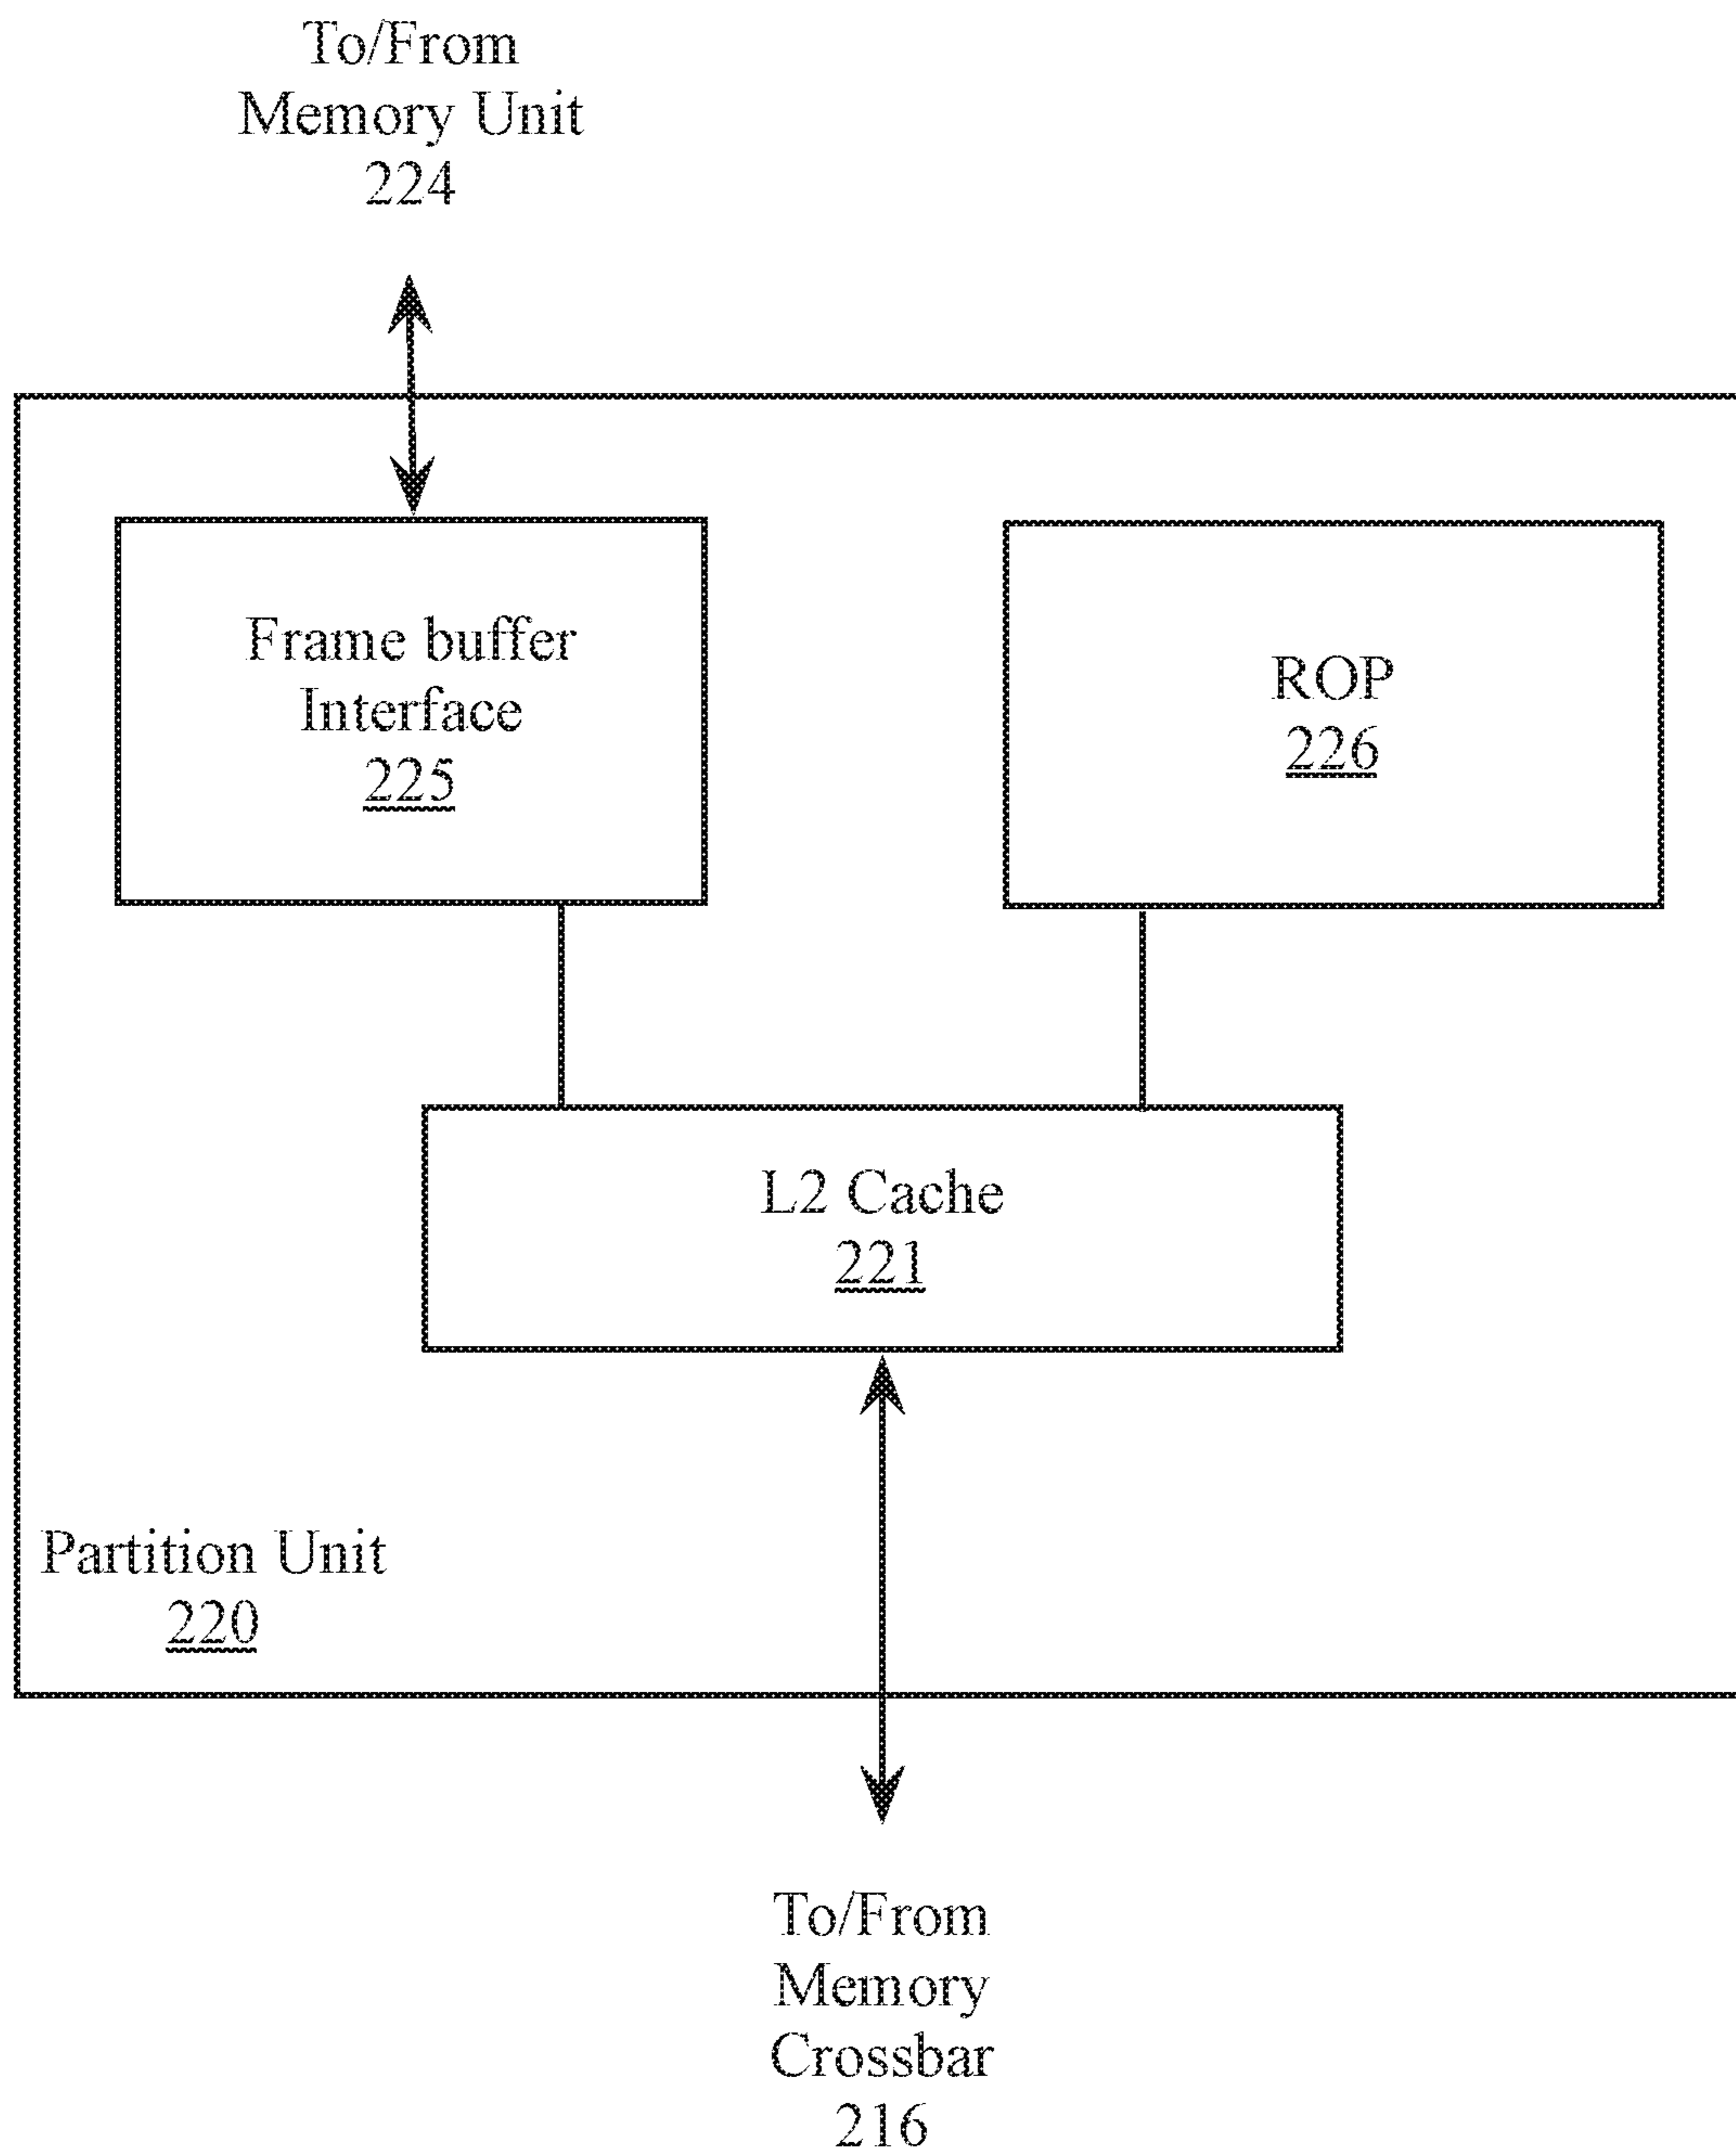 To/From
Memory Unit
224
Frame buffer
Interface
225
ROP
226
L2 Cache
221
Partition Unit
220
To/From
Memory
Crossbar
216